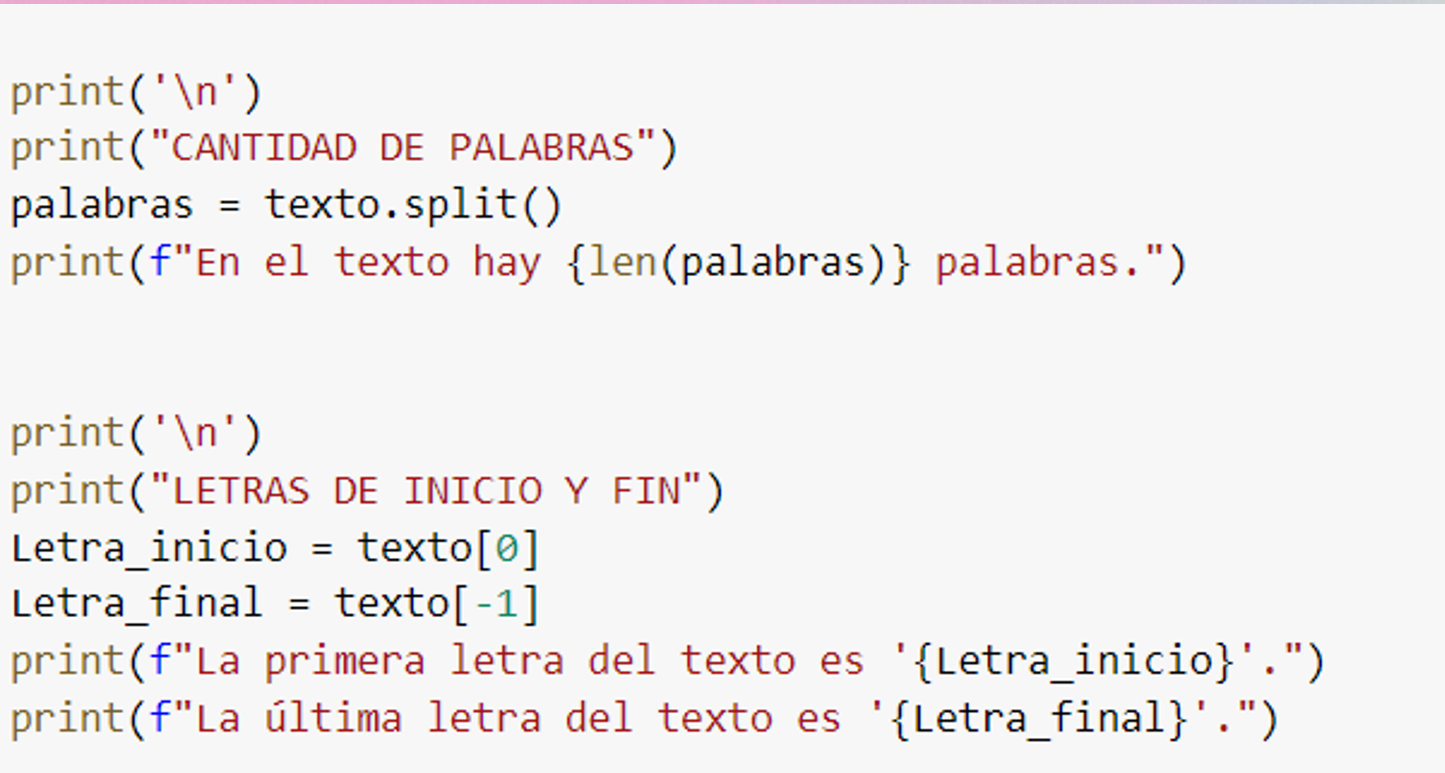 print('\n')
print("CANTIDAD DE PALABRAS")
palabras = texto.split()
print(f"En el texto hay {len(palabras)} palabras.")
print('\n')
print("LETRAS DE INICIO Y FIN")
Letra_inicio = texto[0]
Letra_final = texto[-1]
print(f"La primera letra del texto es '{Letra_inicio}'.")
print(f"La última letra del texto es '{Letra_final}'.")